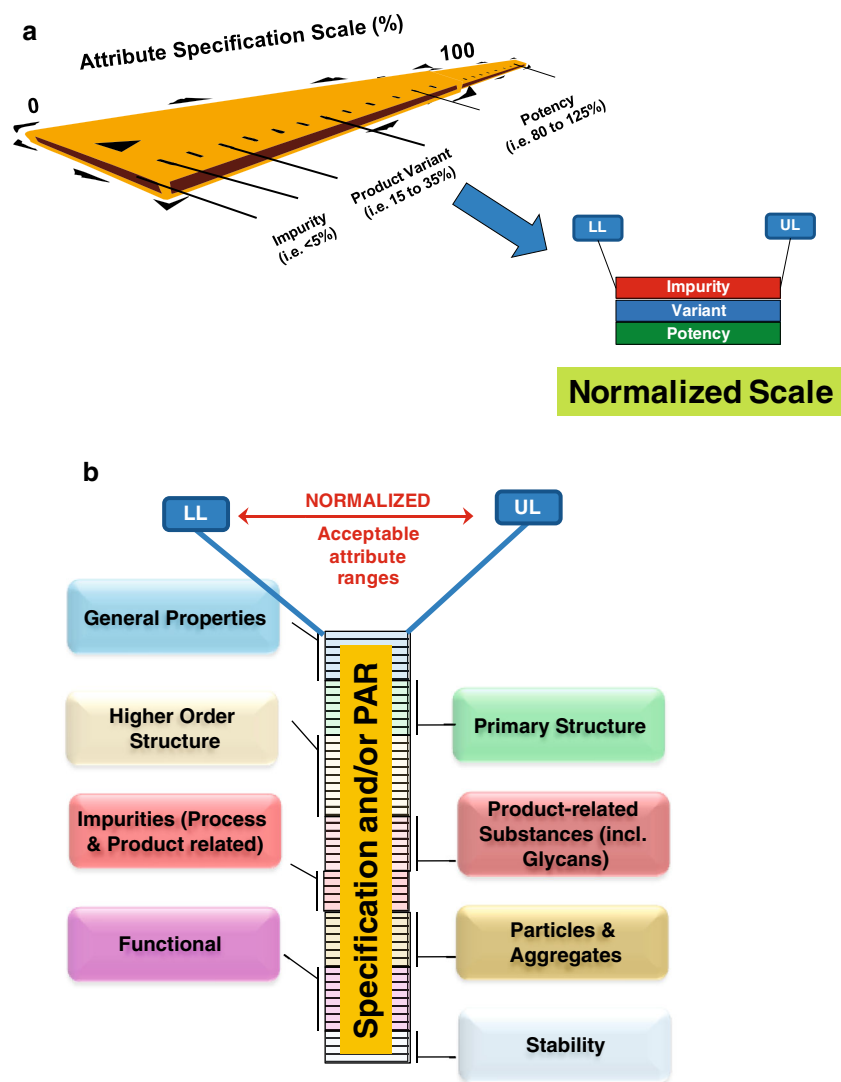 a
Attribute Specification Scale (%)
0
100
Potency
(i.e. 80 to 125%)
Product Variant
(i.e. 15 to 35%)
Impurity
(i.e. <5%)
LL
UL
Impurity
Variant
Potency
Normalized Scale
b
LL
NORMALIZED
UL
Acceptable
attribute
ranges
General Properties
Higher Order
Structure
Primary Structure
Impurities (Process
& Product related)
Product-related
Substances (incl.
Glycans)
Functional
Particles &
Aggregates
Stability
Specification and/or PAR